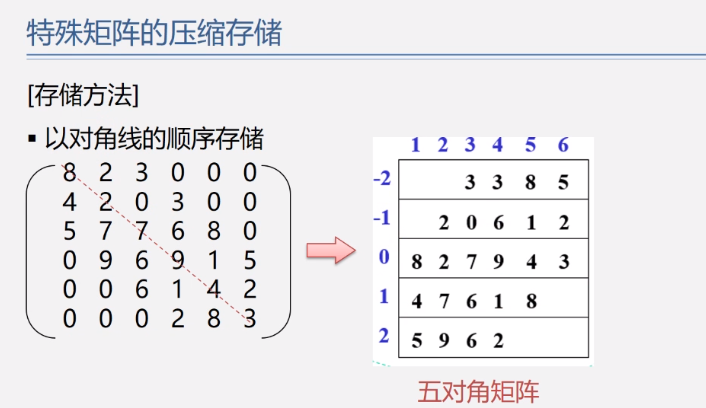 特殊矩阵的压缩存储
[存储方法]
▪ 以对角线的顺序存储
8 2 3 0 0 0
4 2 0 3 0 0
5 7 7 6 8 0
0 9 6 9 1 5
0 0 6 1 4 2
0 0 0 2 8 3
1 2 3 4 5 6
-2 3 3 8 5
-1 2 0 6 1 2
0 8 2 7 9 4 3
1 4 7 6 1 8
2 5 9 6 2
五对角矩阵